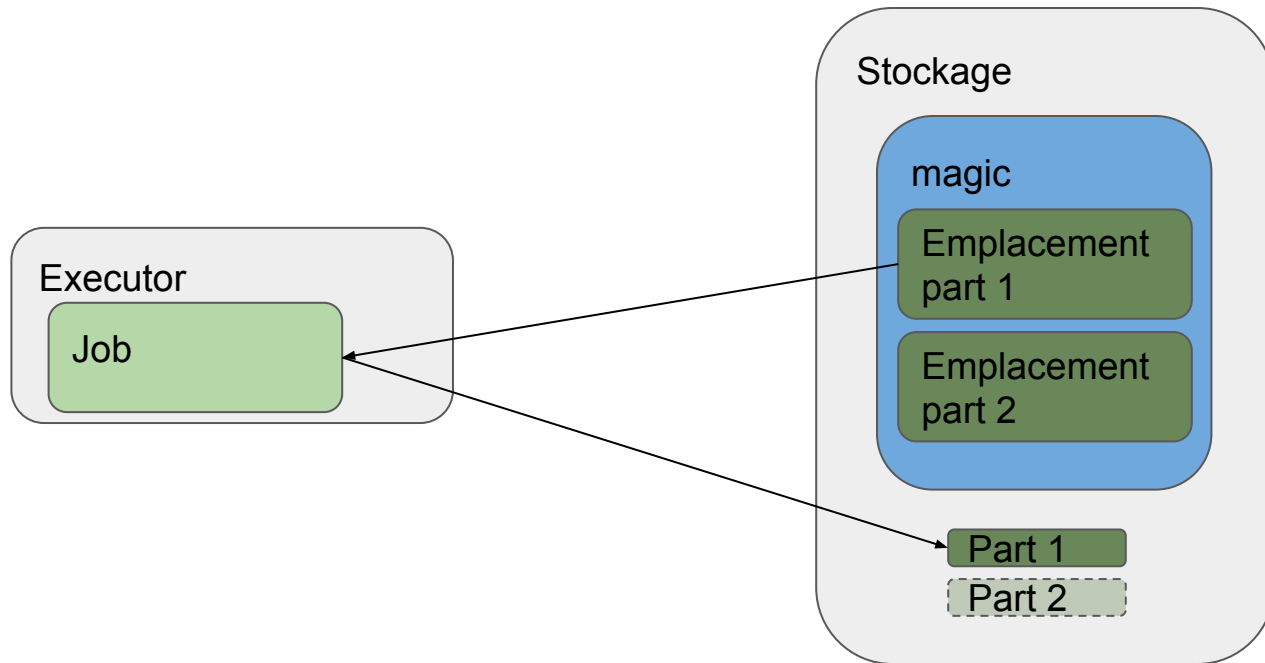 Stockage
magic
Emplacement
part 1
Executor
Job
Emplacement
part 2
Part 1
Part 2